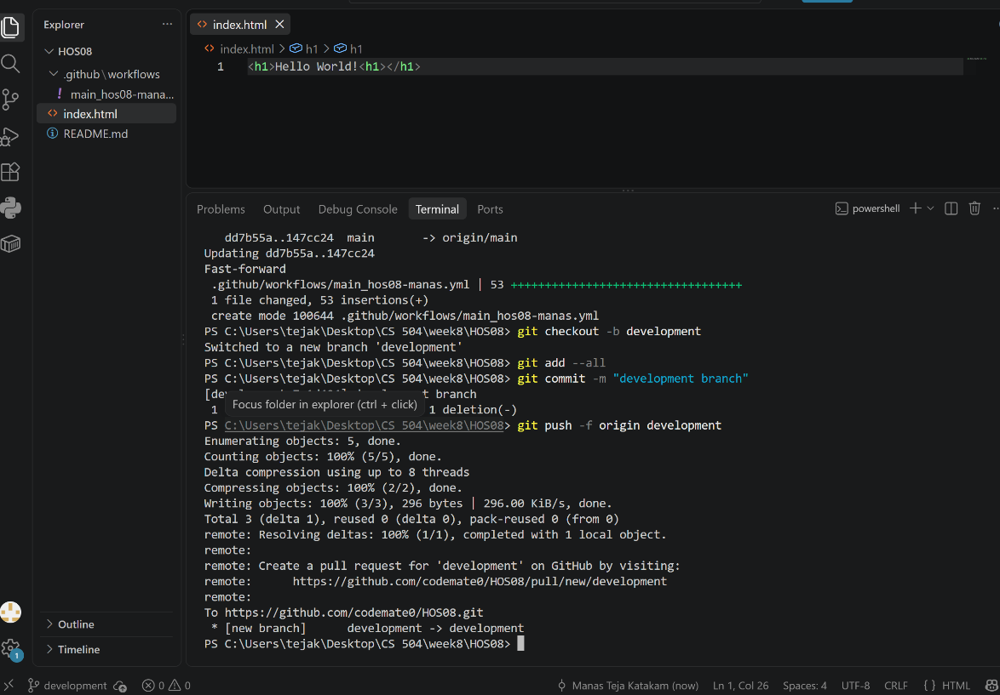 Explorer
HOS08
.github\workflows
main_hos08-mana...
index.html
README.md
Outline
Timeline
index.html
index.html > h1 > h1
1 <h1>Hello World!<h1></h1>
Problems Output Debug Console Terminal Ports
powershell
dd7b55a..147cc24 main -> origin/main
Updating dd7b55a..147cc24
Fast-forward
.github/workflows/main_hos08-manas.yml | 53 ++++++++++++++++++++++++++++++++++
1 file changed, 53 insertions(+)
create mode 100644 .github/workflows/main_hos08-manas.yml
PS C:\Users\tejak\Desktop\CS 504\week8\HOS08> git checkout -b development
Switched to a new branch 'development'
PS C:\Users\tejak\Desktop\CS 504\week8\HOS08> git add --all
PS C:\Users\tejak\Desktop\CS 504\week8\HOS08> git commit -m "development branch"
branch
Focus folder in explorer (ctrl + click)
1 1 deletion(-)
PS C:\Users\tejak\Desktop\CS 504\week8\HOS08> git push -f origin development
Enumerating objects: 5, done.
Counting objects: 100% (5/5), done.
Delta compression using up to 8 threads
Compressing objects: 100% (2/2), done.
Writing objects: 100% (3/3), 296 bytes | 296.00 KiB/s, done.
Total 3 (delta 1), reused 0 (delta 0), pack-reused 0 (from 0)
remote: Resolving deltas: 100% (1/1), completed with 1 local object.
remote:
remote: Create a pull request for 'development' on GitHub by visiting:
remote: https://github.com/codemate0/HOS08/pull/new/development
remote:
To https://github.com/codemate0/HOS08.git
* [new branch] development -> development
PS C:\Users\tejak\Desktop\CS 504\week8\HOS08>
1
development 0 0 Manas Teja Katakam (now) Ln 1, Col 26 Spaces: 4 UTF-8 CRLF { } HTML